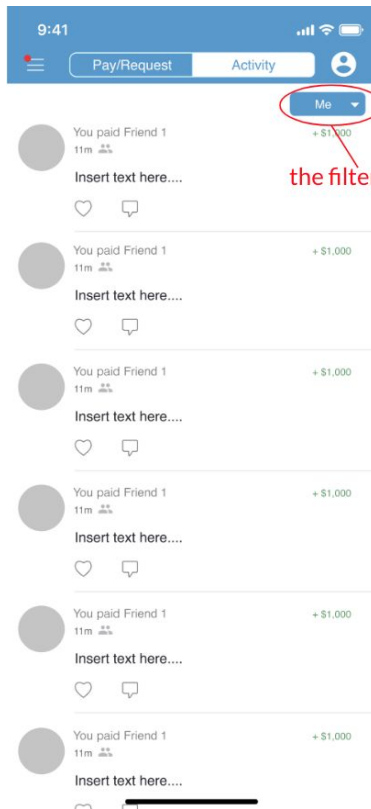 9:41
Pay/Request Activity
Me
You paid Friend 1 + $1,000
11m
Insert text here....
the filter
You paid Friend 1 + $1,000
11m
Insert text here....
You paid Friend 1 + $1,000
11m
Insert text here....
You paid Friend 1 + $1,000
11m
Insert text here....
You paid Friend 1 + $1,000
11m
Insert text here....
You paid Friend 1 + $1,000
11m
Insert text here....